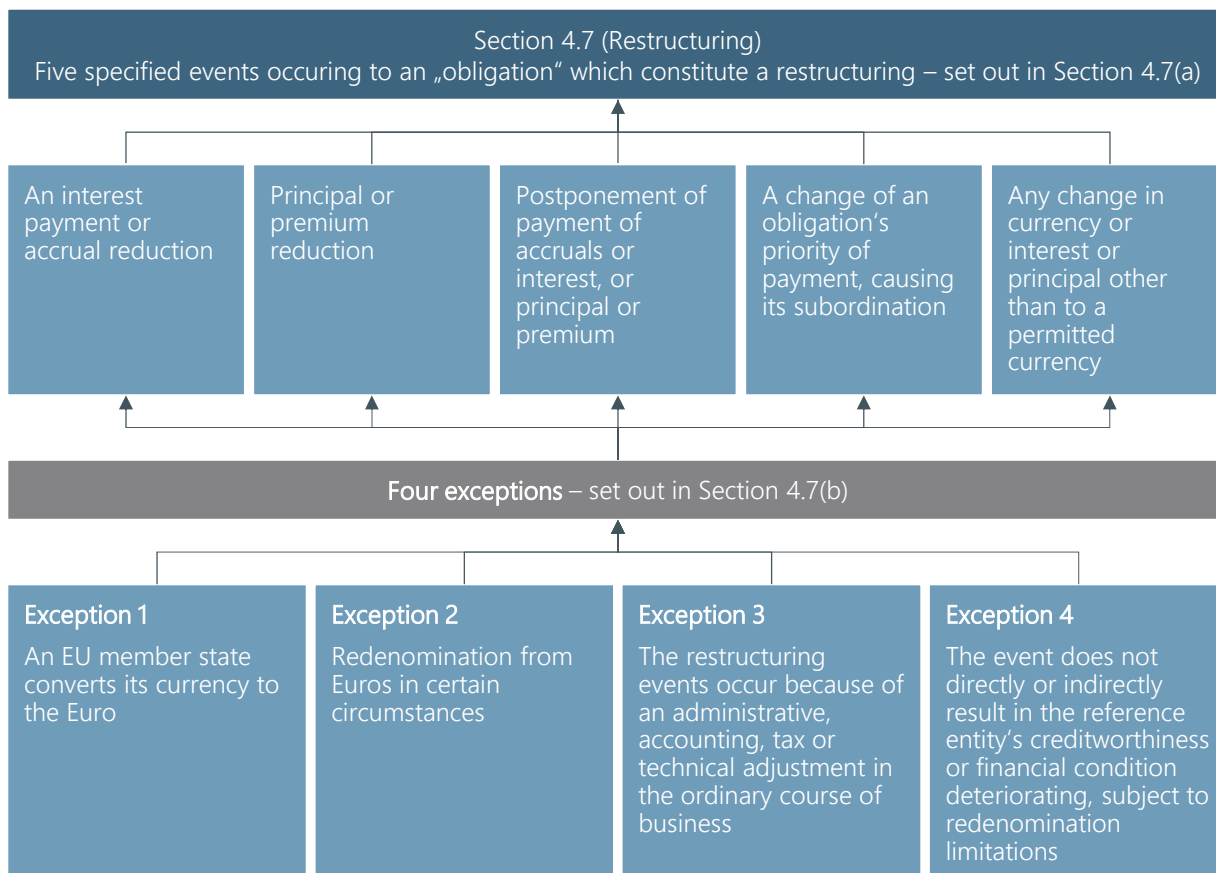 Section 4.7 (Restructuring)
Five specified events occuring to an „obligation“ which constitute a restructuring – set out in Section 4.7(a)
An interest
payment or
accrual reduction
Principal or
premium
reduction
Postponement of
payment of
accruals or
interest, or
principal or
premium
A change of an
obligation‘s
priority of
payment, causing
its subordination
Any change in
currency or
interest or
principal other
than to a
permitted
currency
Four exceptions – set out in Section 4.7(b)
Exception 1
An EU member state
converts its currency to
the Euro
Exception 2
Redenomination from
Euros in certain
circumstances
Exception 3
The restructuring
events occur because of
an administrative,
accounting, tax or
technical adjustment in
the ordinary course of
business
Exception 4
The event does not
directly or indirectly
result in the reference
entity‘s creditworthiness
or financial condition
deteriorating, subject to
redenomination
limitations